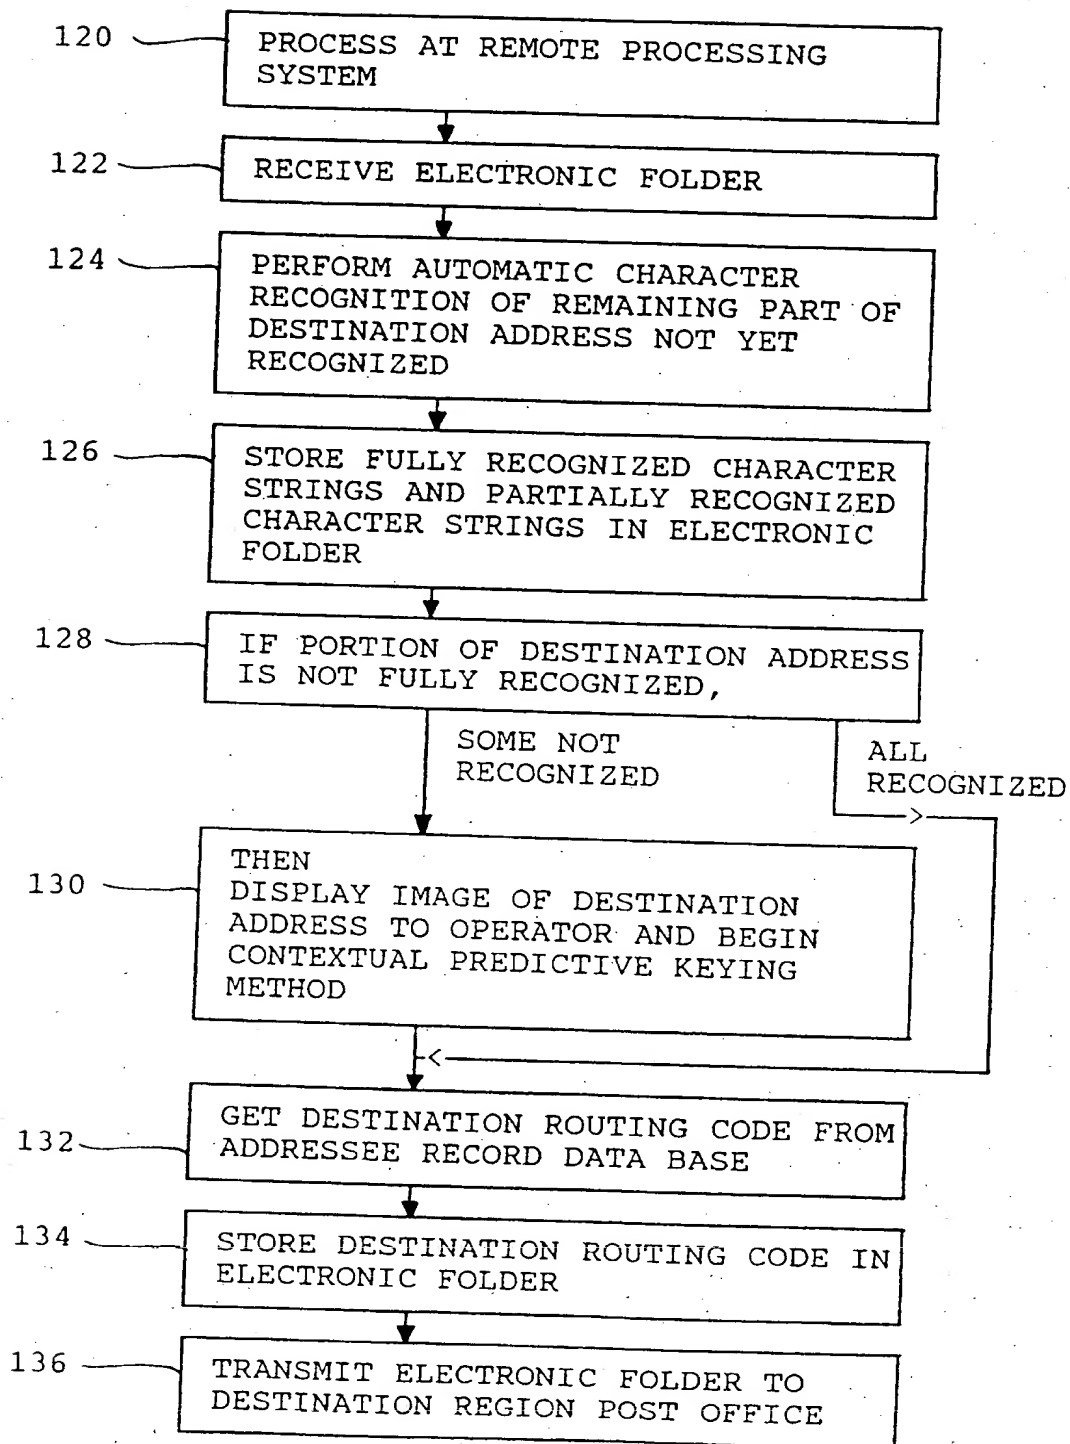 120
PROCESS AT REMOTE PROCESSING
SYSTEM
122
RECEIVE ELECTRONIC FOLDER
124
PERFORM AUTOMATIC CHARACTER
RECOGNITION OF REMAINING PART OF
DESTINATION ADDRESS NOT YET
RECOGNIZED
126
STORE FULLY RECOGNIZED CHARACTER
STRINGS AND PARTIALLY RECOGNIZED
CHARACTER STRINGS IN ELECTRONIC
FOLDER
128
IF PORTION OF DESTINATION ADDRESS
IS NOT FULLY RECOGNIZED,
SOME NOT
RECOGNIZED
ALL
RECOGNIZED
130
THEN
DISPLAY IMAGE OF DESTINATION
ADDRESS TO OPERATOR AND BEGIN
CONTEXTUAL PREDICTIVE KEYING
METHOD
132
GET DESTINATION ROUTING CODE FROM
ADDRESSEE RECORD DATA BASE
134
STORE DESTINATION ROUTING CODE IN
ELECTRONIC FOLDER
136
TRANSMIT ELECTRONIC FOLDER TO
DESTINATION REGION POST OFFICE